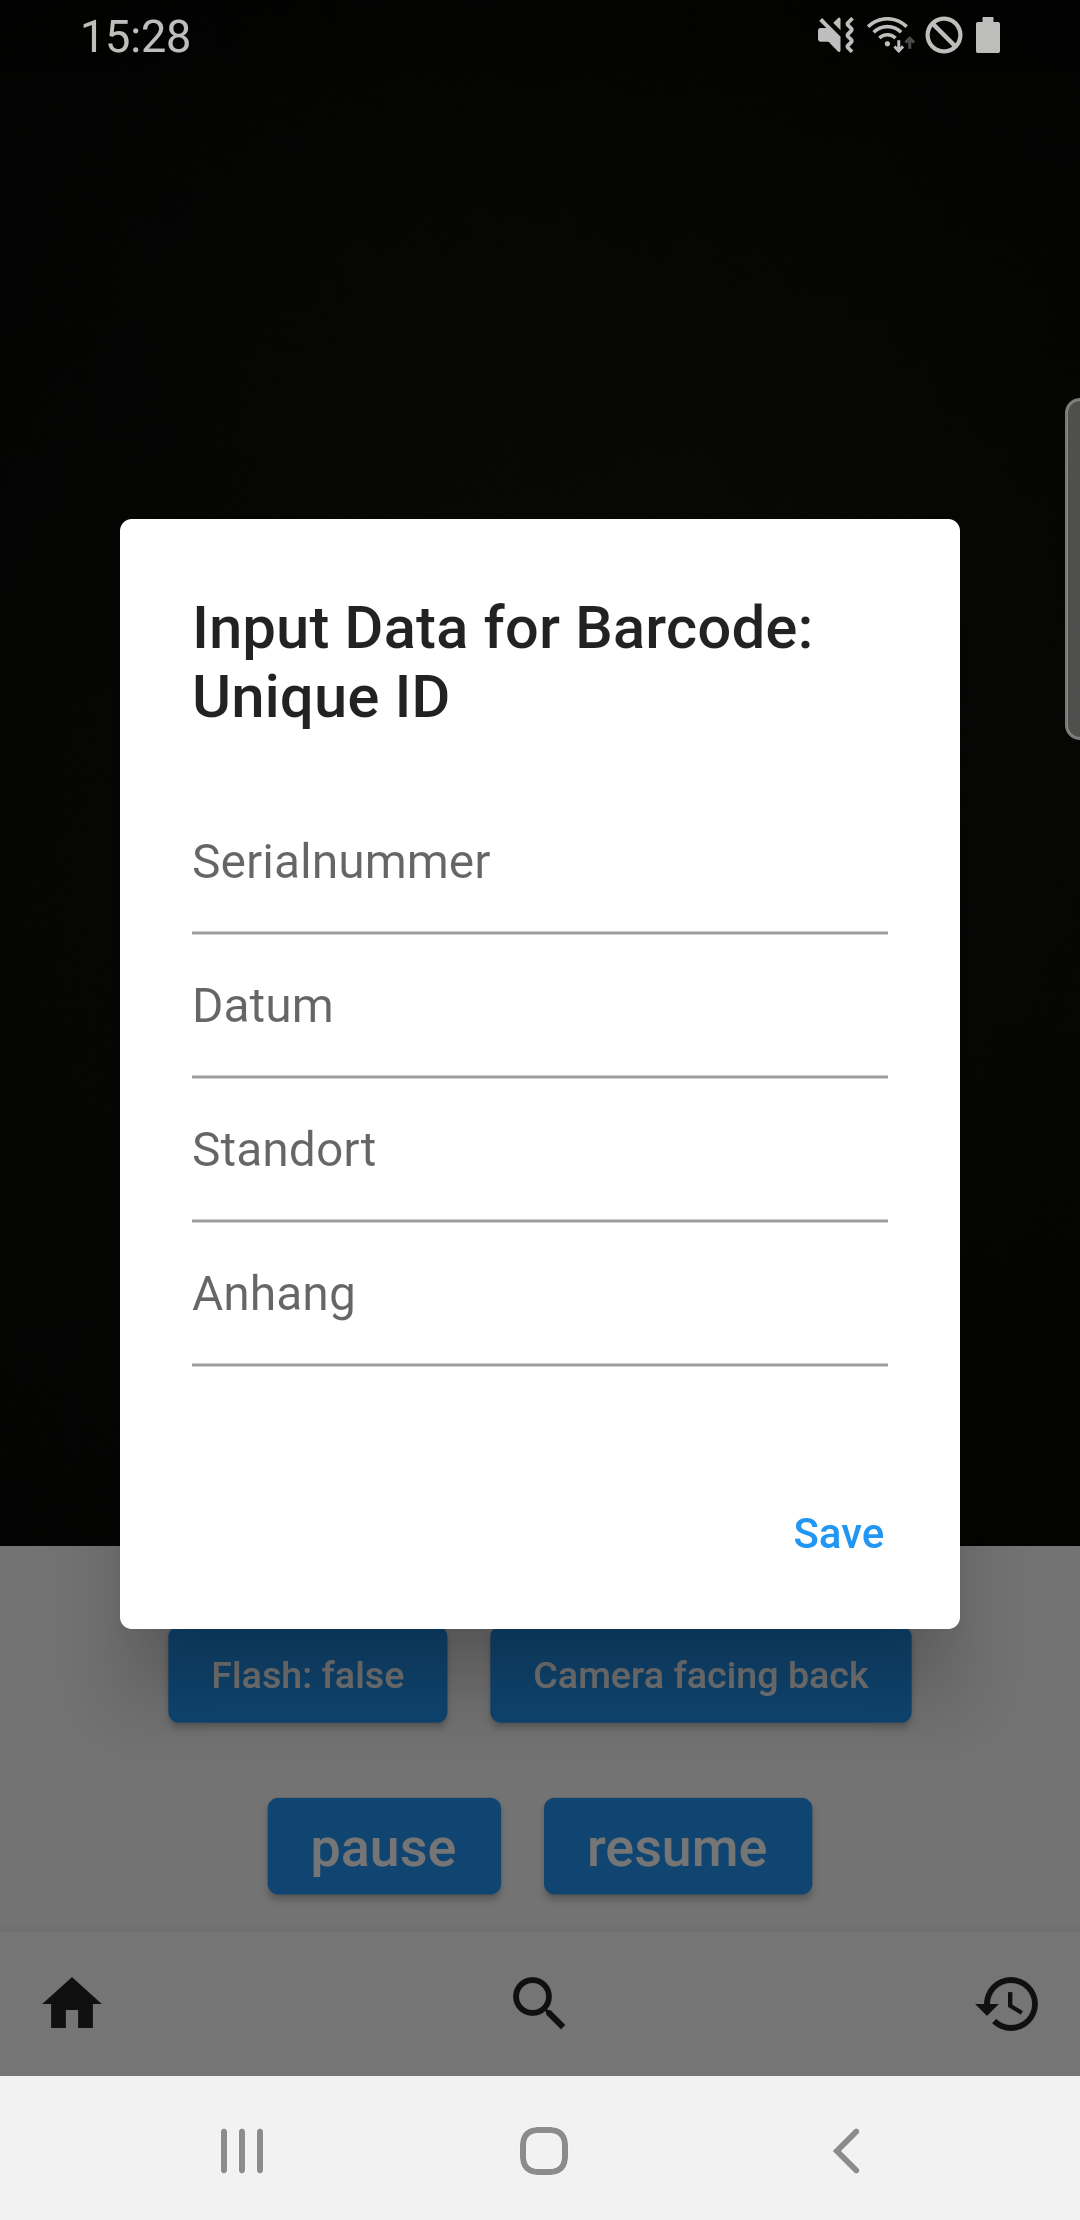 15:28
Input Data for Barcode:
Unique ID
Serialnummer
Datum
Standort
Anhang
Save
Flash: false
Camera facing back
pause
resume